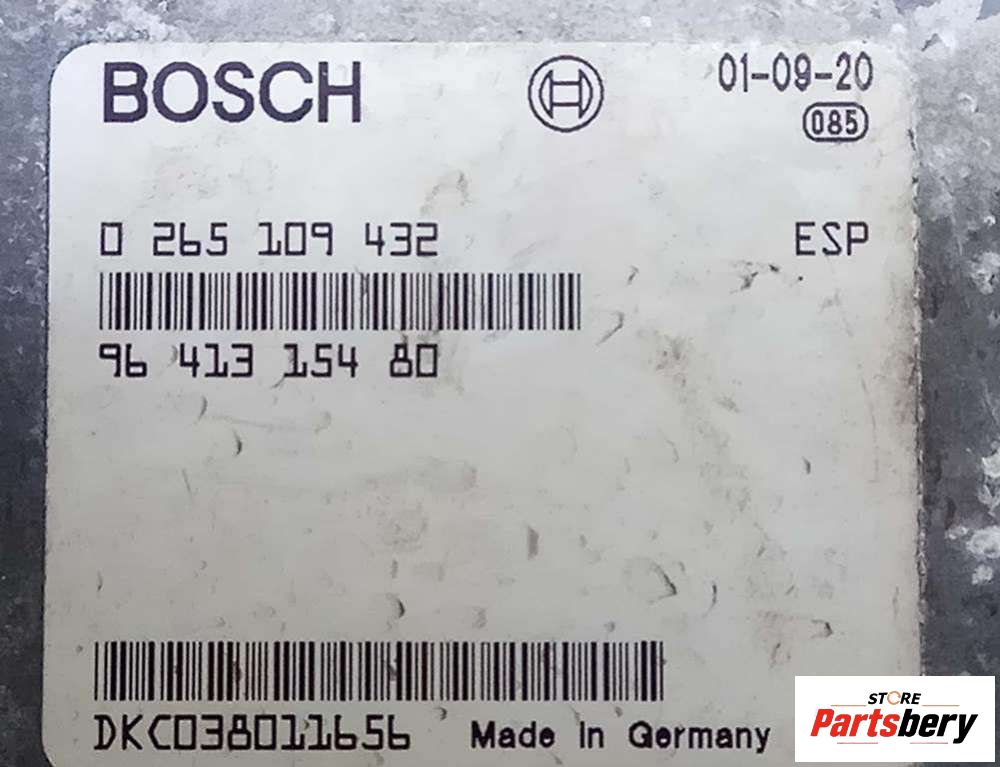 BOSCH
01-09-20
085
0 265 109 432
ESP
96 413 154 80
DKC038011656
Made In Germany
STORE
Partsbery